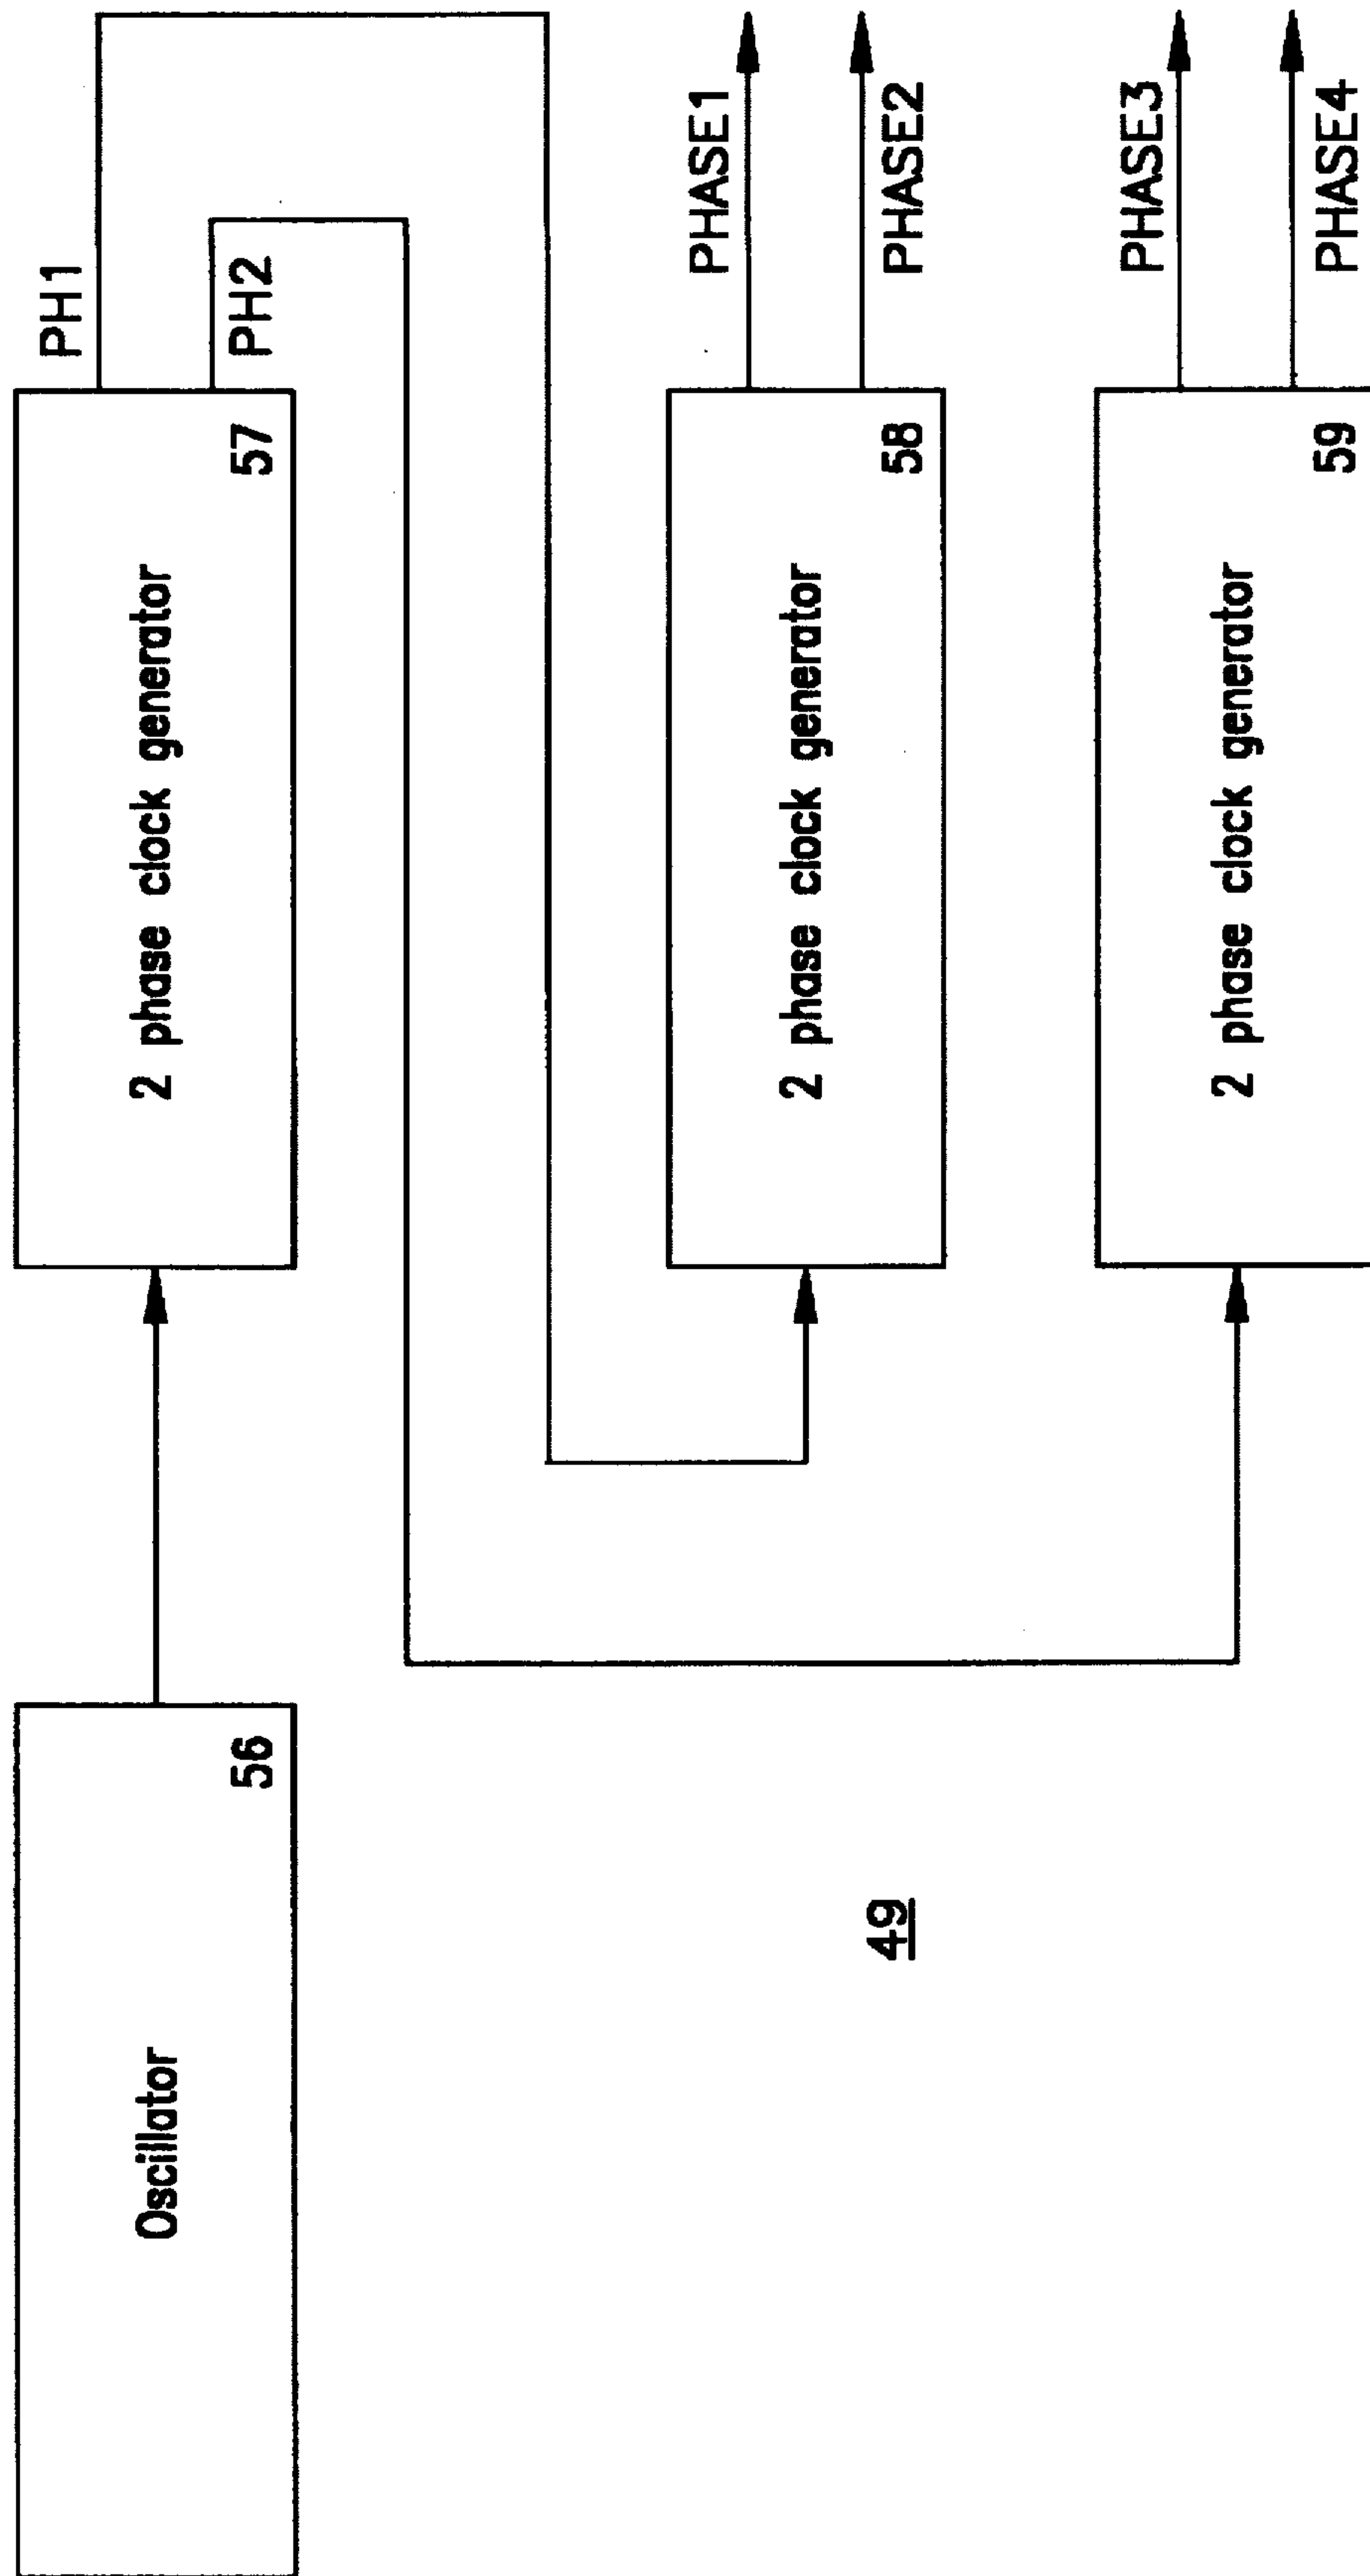 Oscillator
56
2 phase clock generator
57
PH1
PH2
2 phase clock generator
58
PHASE1
PHASE2
2 phase clock generator
59
PHASE3
PHASE4
49